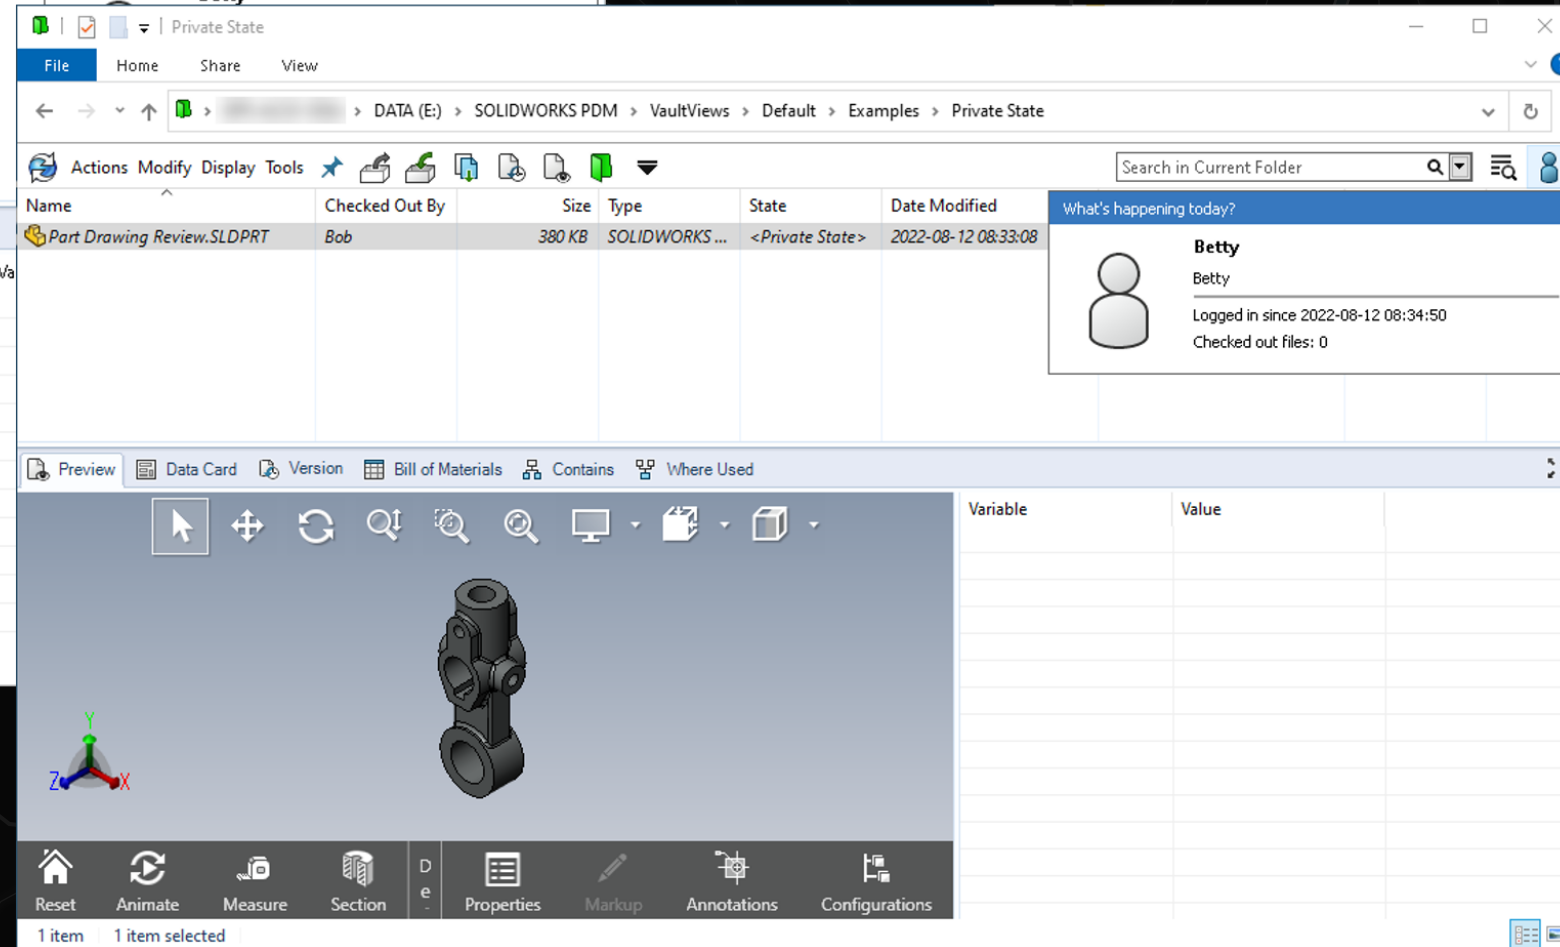 Private State
File Home Share View
DATA (E:) SOLIDWORKS PDM VaultViews Default Examples Private State
Actions Modify Display Tools Search in Current Folder
Name Checked Out By Size Type State Date Modified
What's happening today?
Part Drawing Review.SLDPRT Bob 380 KB SOLIDWORKS ... <Private State> 2022-08-12 08:33:08
Betty
Betty
Logged in since 2022-08-12 08:34:50
Checked out files: 0
Preview Data Card Version Bill of Materials Contains Where Used
Variable Value
Y
Z X
De
Reset Animate Measure Section Properties Markup Annotations Configurations
1 item 1 item selected